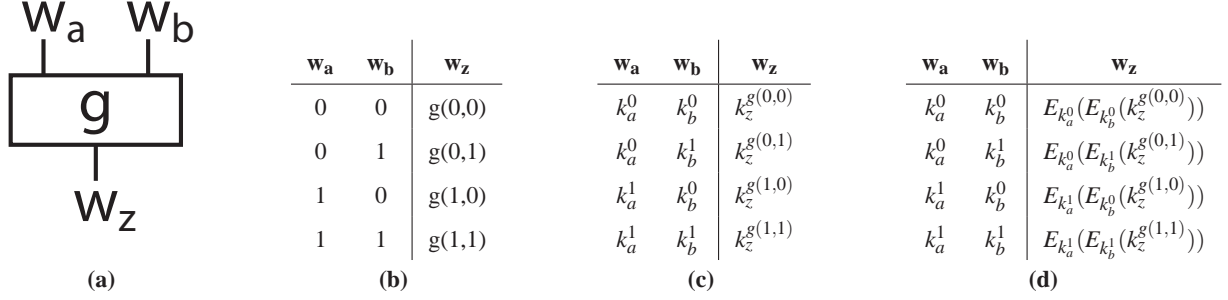 w_a w_b
g
w_z
(a)
w_a w_b w_z
0 0 g(0,0)
0 1 g(0,1)
1 0 g(1,0)
1 1 g(1,1)
(b)
w_a w_b w_z
k_a^0 k_b^0 k_z^{g(0,0)}
k_a^0 k_b^1 k_z^{g(0,1)}
k_a^1 k_b^0 k_z^{g(1,0)}
k_a^1 k_b^1 k_z^{g(1,1)}
(c)
w_a w_b w_z
k_a^0 k_b^0 E_{k_a^0}(E_{k_b^0}(k_z^{g(0,0)}))
k_a^0 k_b^1 E_{k_a^0}(E_{k_b^1}(k_z^{g(0,1)}))
k_a^1 k_b^0 E_{k_a^1}(E_{k_b^0}(k_z^{g(1,0)}))
k_a^1 k_b^1 E_{k_a^1}(E_{k_b^1}(k_z^{g(1,1)}))
(d)